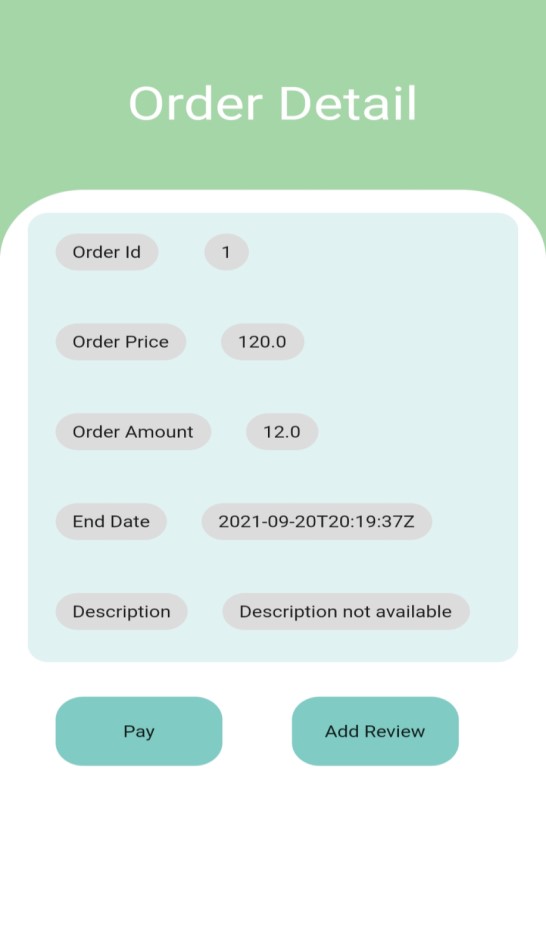 Order Detail
Order Id 1
Order Price 120.0
Order Amount 12.0
End Date 2021-09-20T20:19:37Z
Description Description not available
Pay Add Review